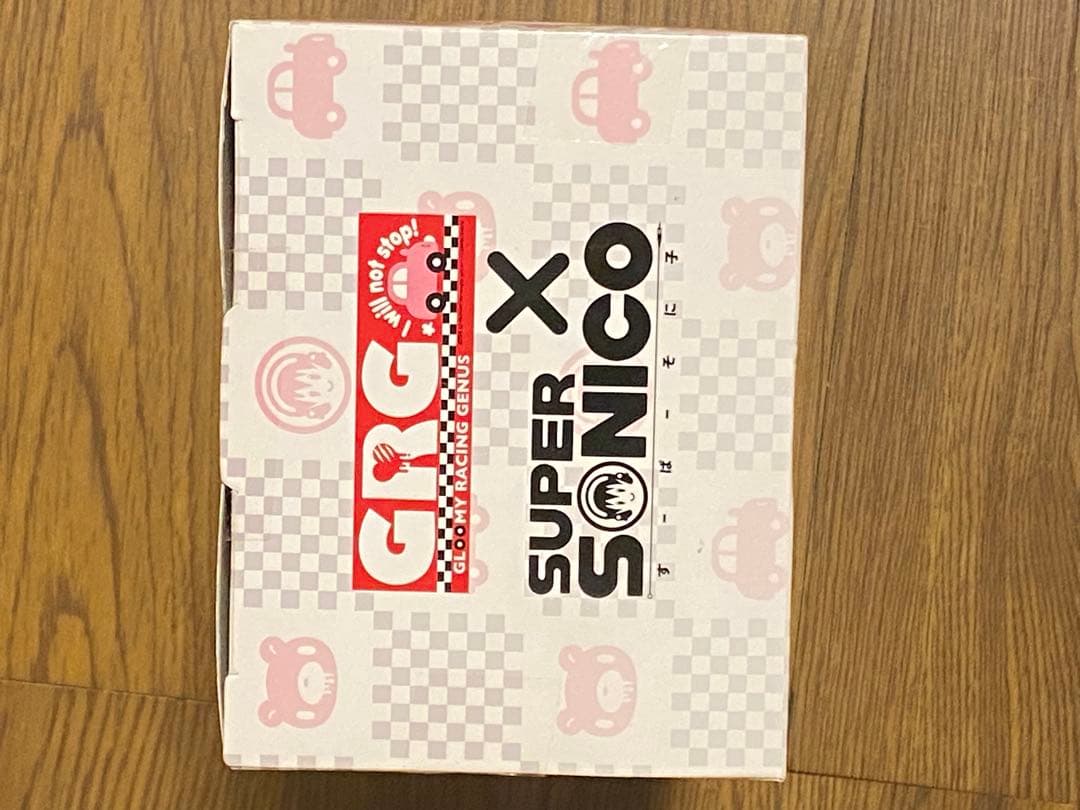 GRG
I will not stop!
GLOOMY RACING GENUS
X
SUPER
SONICO
すーぱーそに子